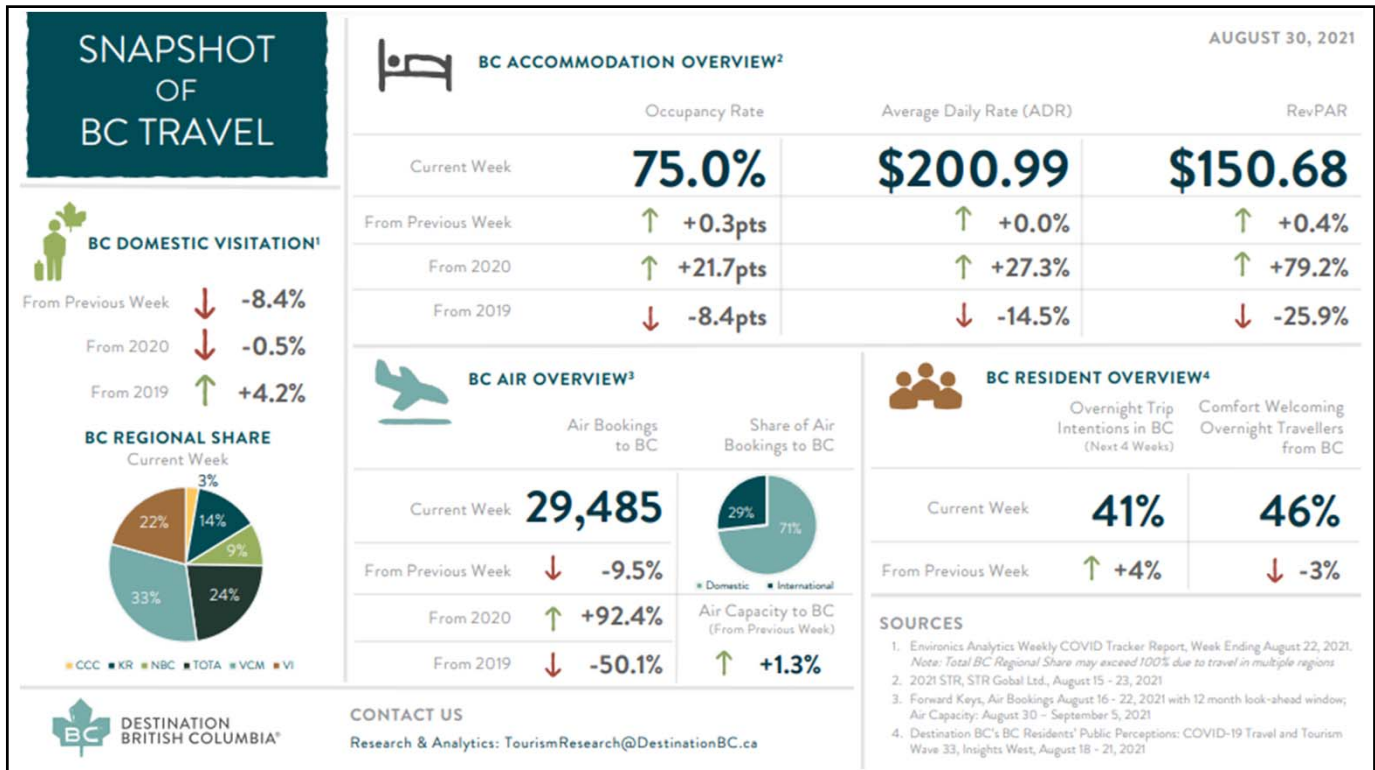 SNAPSHOT
OF
BC TRAVEL
AUGUST 30, 2021
BC ACCOMMODATION OVERVIEW²
Occupancy Rate Average Daily Rate (ADR) RevPAR
Current Week 75.0% $200.99 $150.68
From Previous Week ↑ +0.3pts ↑ +0.0% ↑ +0.4%
From 2020 ↑ +21.7pts ↑ +27.3% ↑ +79.2%
From 2019 ↓ -8.4pts ↓ -14.5% ↓ -25.9%
BC DOMESTIC VISITATION¹
From Previous Week ↓ -8.4%
From 2020 ↓ -0.5%
From 2019 ↑ +4.2%
BC REGIONAL SHARE
Current Week
3%
14%
9%
24%
33%
22%
CCC KR NBC TOTA VCM VI
BC AIR OVERVIEW³
Air Bookings
to BC
Share of Air
Bookings to BC
Current Week 29,485
29%
71%
Domestic International
From Previous Week ↓ -9.5%
From 2020 ↑ +92.4%
From 2019 ↓ -50.1%
Air Capacity to BC
(From Previous Week)
↑ +1.3%
BC RESIDENT OVERVIEW⁴
Overnight Trip
Intentions in BC
(Next 4 Weeks)
Comfort Welcoming
Overnight Travellers
from BC
Current Week 41% 46%
From Previous Week ↑ +4% ↓ -3%
SOURCES
1. Environics Analytics Weekly COVID Tracker Report, Week Ending August 22, 2021.
Note: Total BC Regional Share may exceed 100% due to travel in multiple regions
2. 2021 STR, STR Gobal Ltd., August 15 - 23, 2021
3. Forward Keys, Air Bookings August 16 - 22, 2021 with 12 month look-ahead window;
Air Capacity: August 30 – September 5, 2021
4. Destination BC's BC Residents' Public Perceptions: COVID-19 Travel and Tourism
Wave 33, Insights West, August 18 - 21, 2021
BC
DESTINATION
BRITISH COLUMBIA®
CONTACT US
Research & Analytics: TourismResearch@DestinationBC.ca